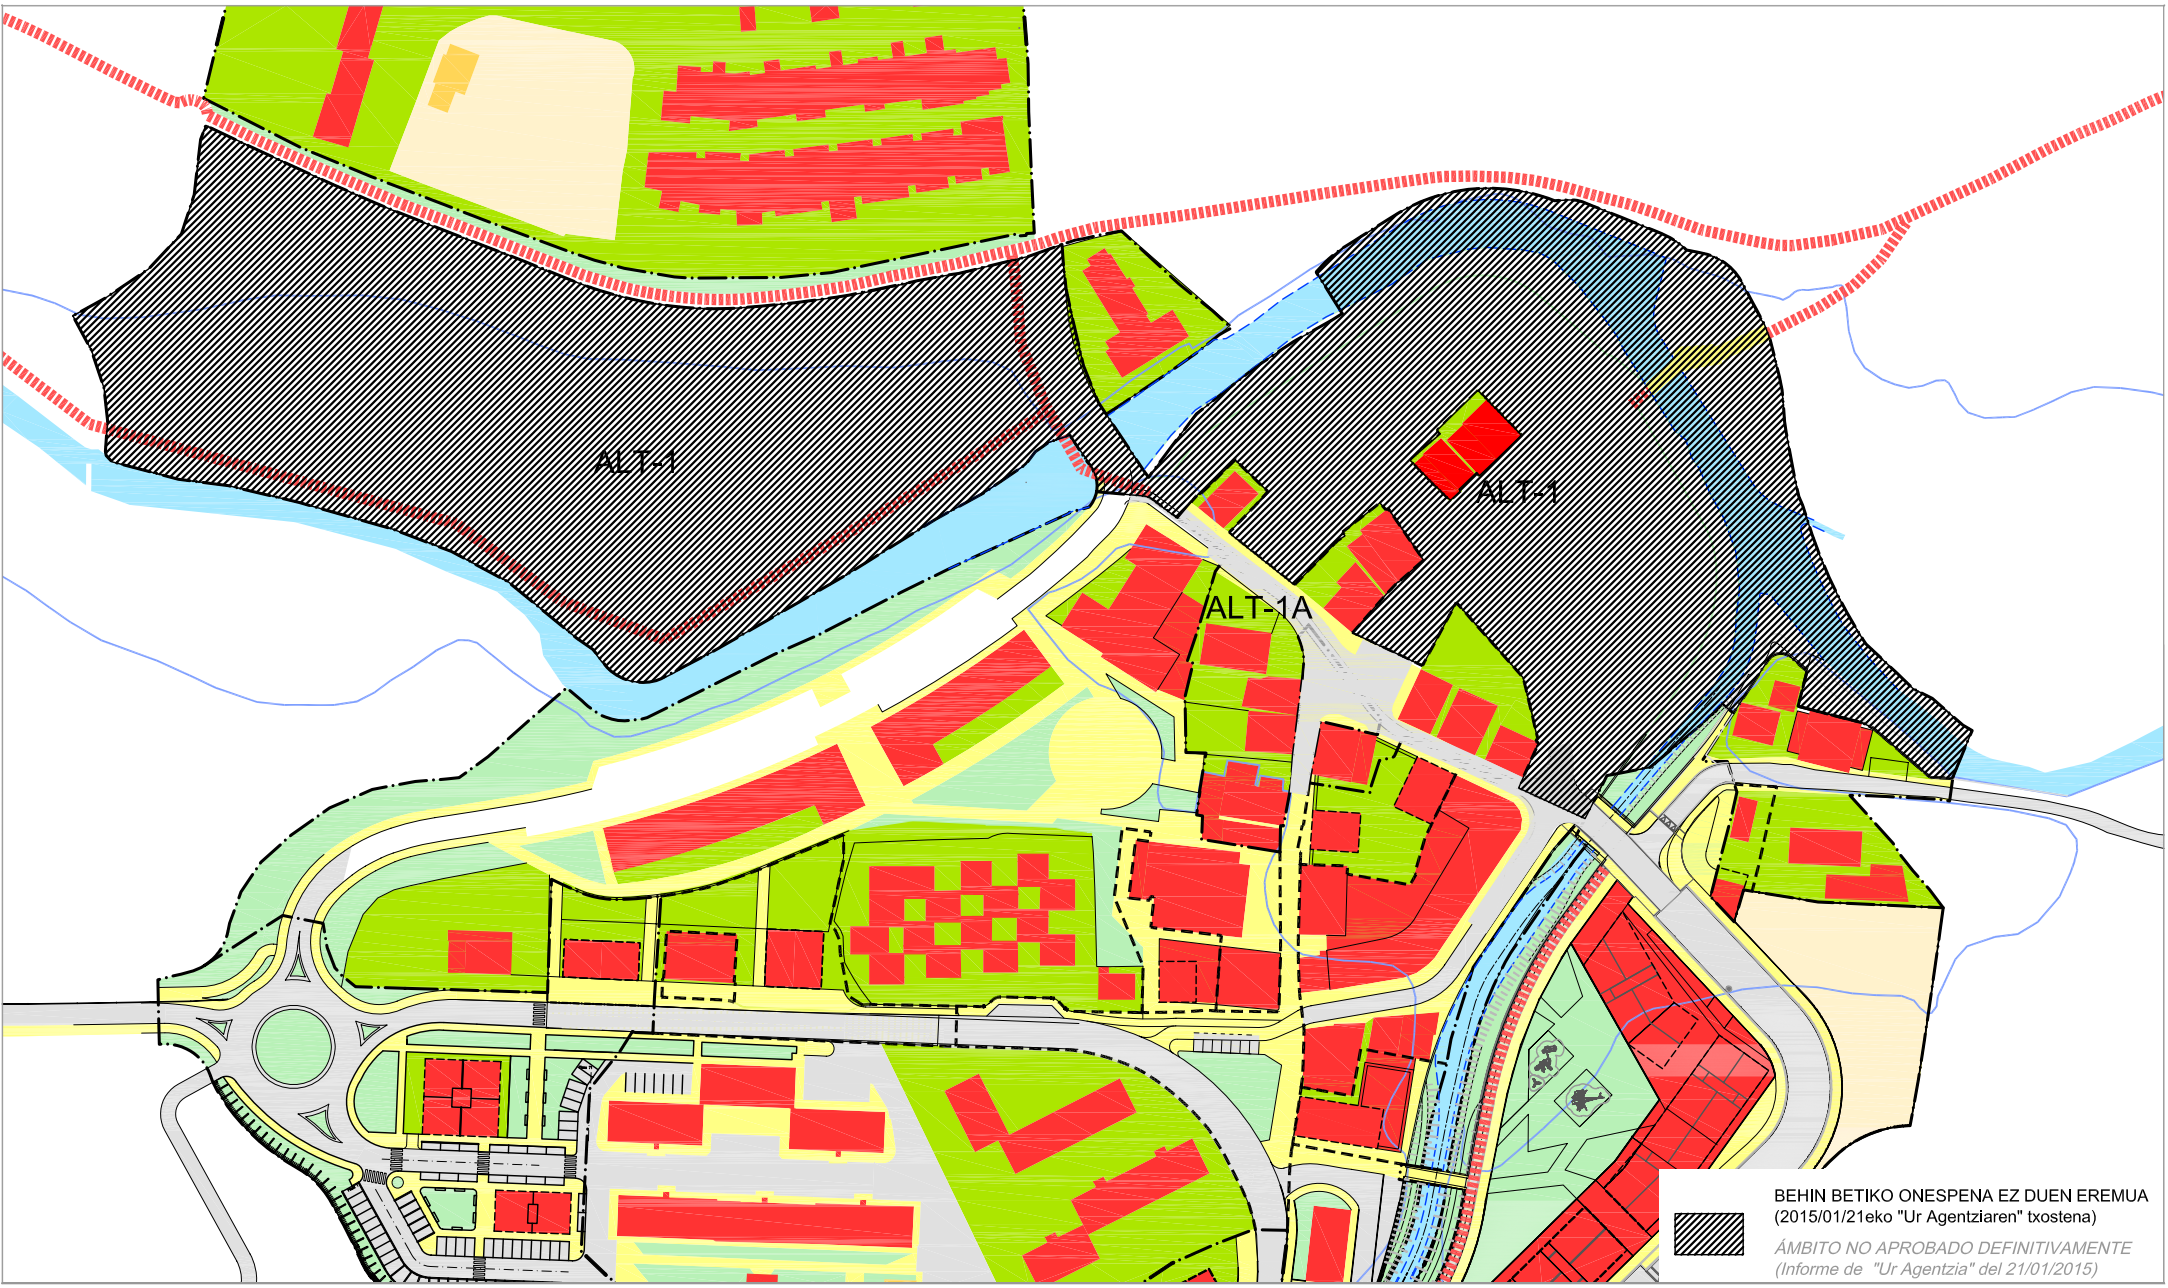 ALT-1
ALT-1
ALT-1A
BEHIN BETIKO ONESPENA EZ DUEN EREMUA
(2015/01/21eko "Ur Agentziaren" txostena)
ÁMBITO NO APROBADO DEFINITIVAMENTE
(Informe de "Ur Agentzia" del 21/01/2015)